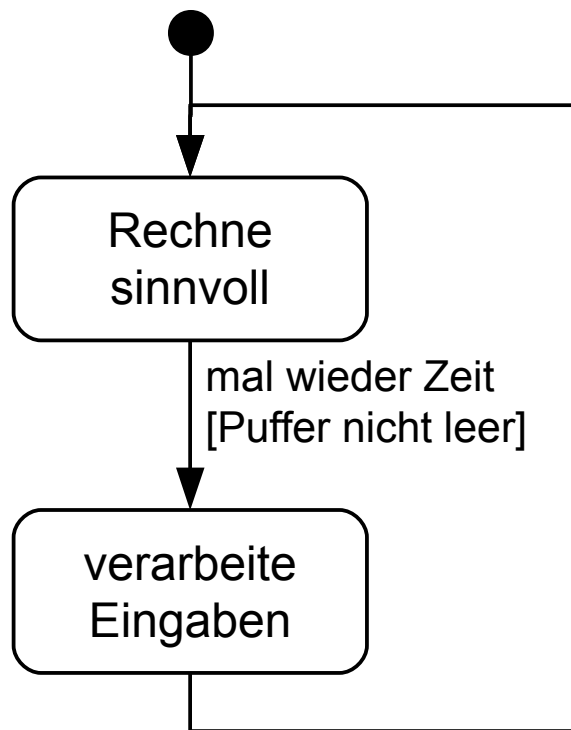 Rechne
sinnvoll
mal wieder Zeit
[Puffer nicht leer]
verarbeite
Eingaben